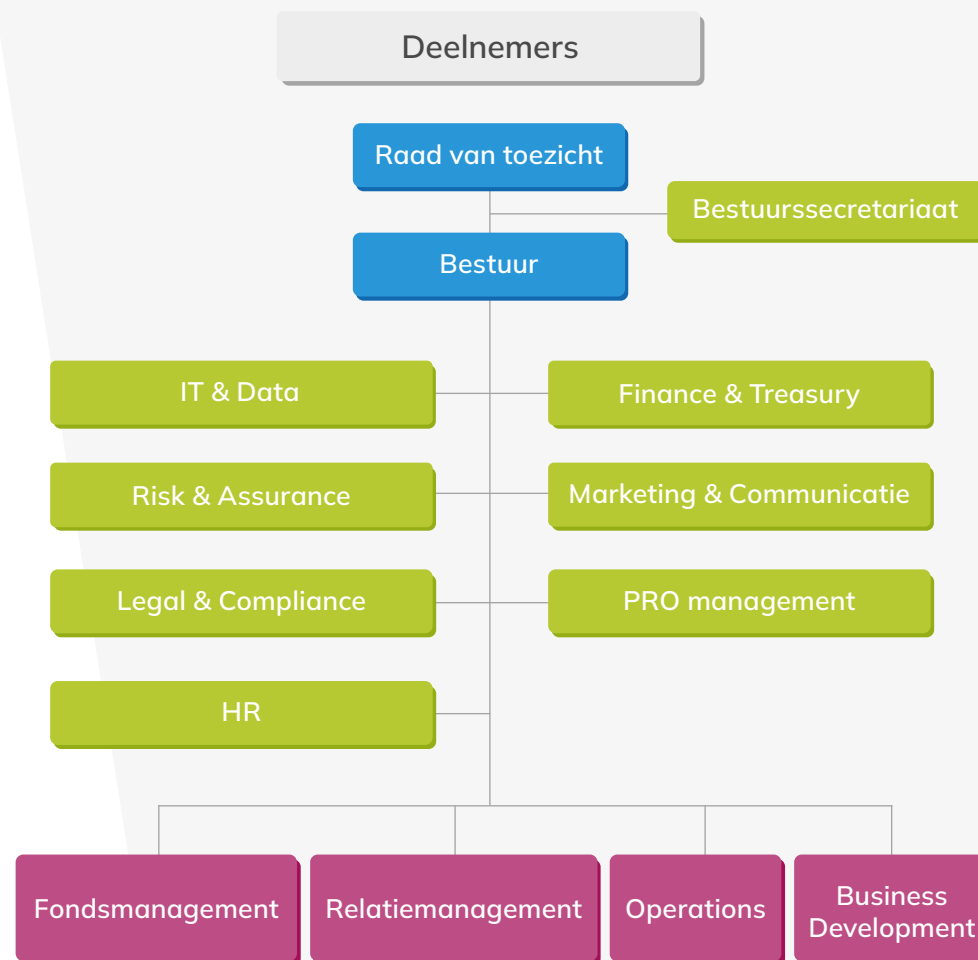 Deelnemers
Raad van toezicht
Bestuurssecretariaat
Bestuur
IT & Data
Finance & Treasury
Risk & Assurance
Marketing & Communicatie
Legal & Compliance
PRO management
HR
Fondsmanagement
Relatiemanagement
Operations
Business
Development